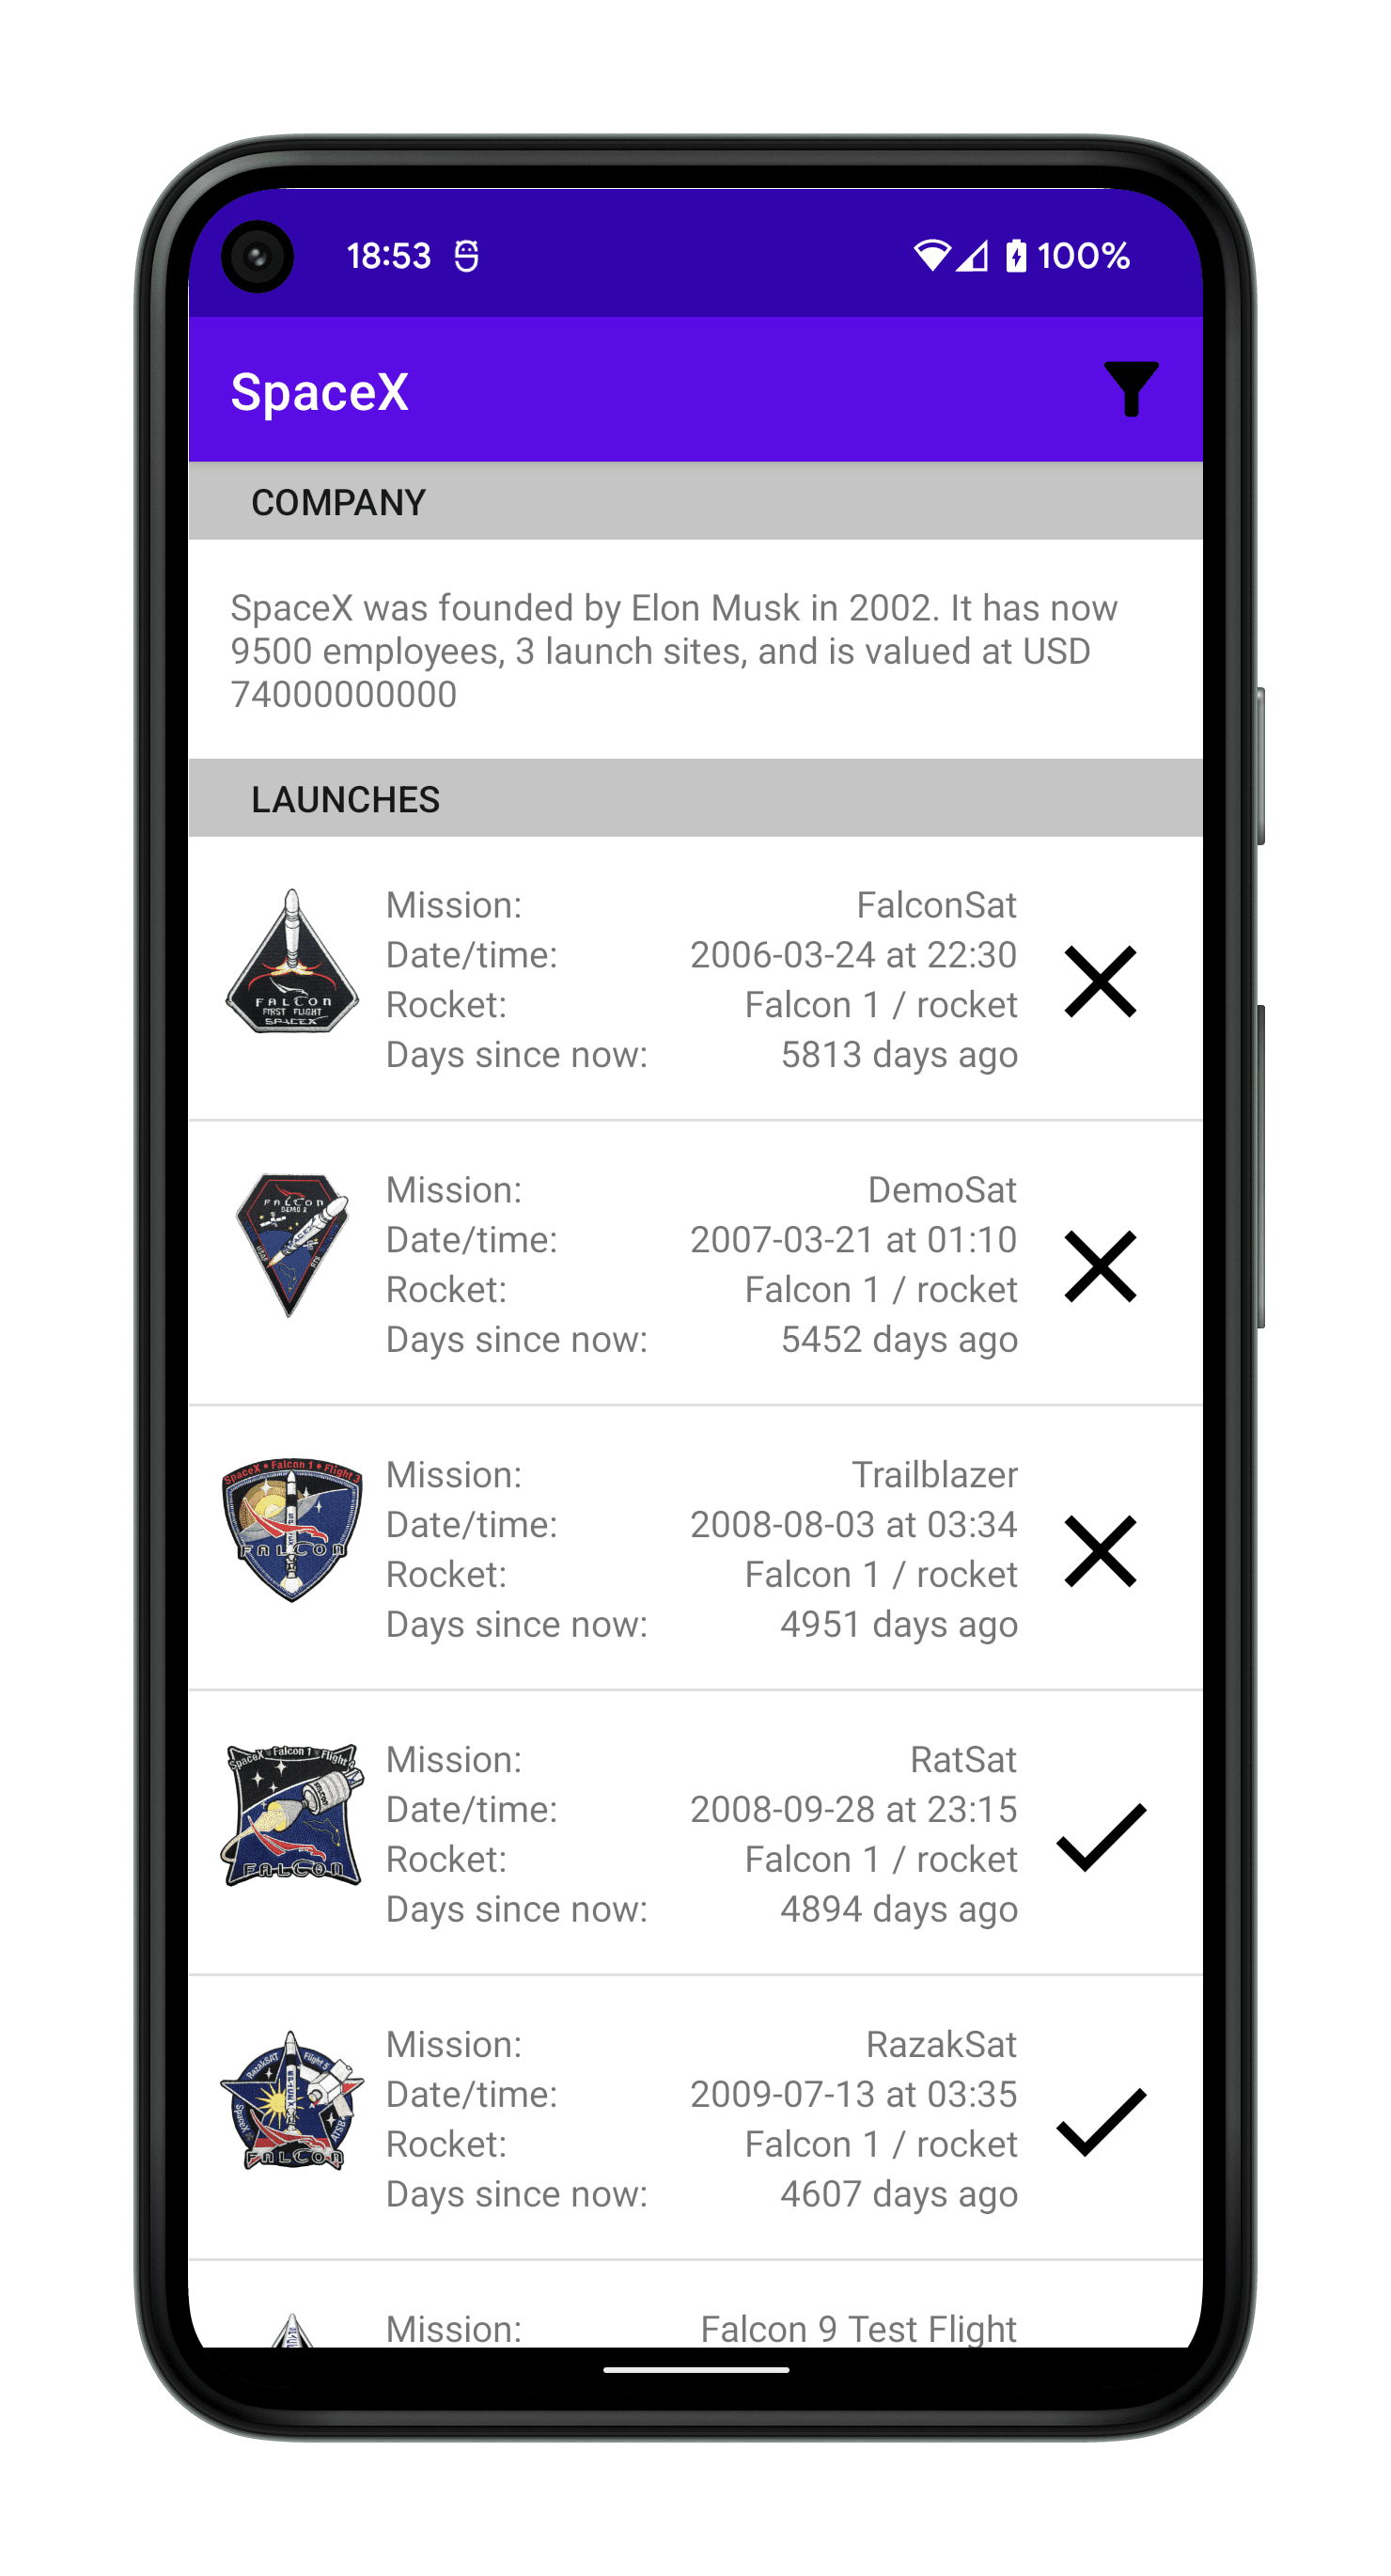 18:53
100%
SpaceX
COMPANY
SpaceX was founded by Elon Musk in 2002. It has now
9500 employees, 3 launch sites, and is valued at USD
74000000000
LAUNCHES
FALCON
FIRST FLIGHT
SPACEX
Mission: FalconSat
Date/time: 2006-03-24 at 22:30
Rocket: Falcon 1 / rocket
Days since now: 5813 days ago
FALCON
DEMO 2
Mission: DemoSat
Date/time: 2007-03-21 at 01:10
Rocket: Falcon 1 / rocket
Days since now: 5452 days ago
SpaceX • Falcon 1 • Flight 3
FALCON
Mission: Trailblazer
Date/time: 2008-08-03 at 03:34
Rocket: Falcon 1 / rocket
Days since now: 4951 days ago
SpaceX Falcon 1 Flight
FALCON
Mission: RatSat
Date/time: 2008-09-28 at 23:15
Rocket: Falcon 1 / rocket
Days since now: 4894 days ago
RazakSAT Flight 5
SpaceX ATSB
FALCON
Mission: RazakSat
Date/time: 2009-07-13 at 03:35
Rocket: Falcon 1 / rocket
Days since now: 4607 days ago
Mission: Falcon 9 Test Flight